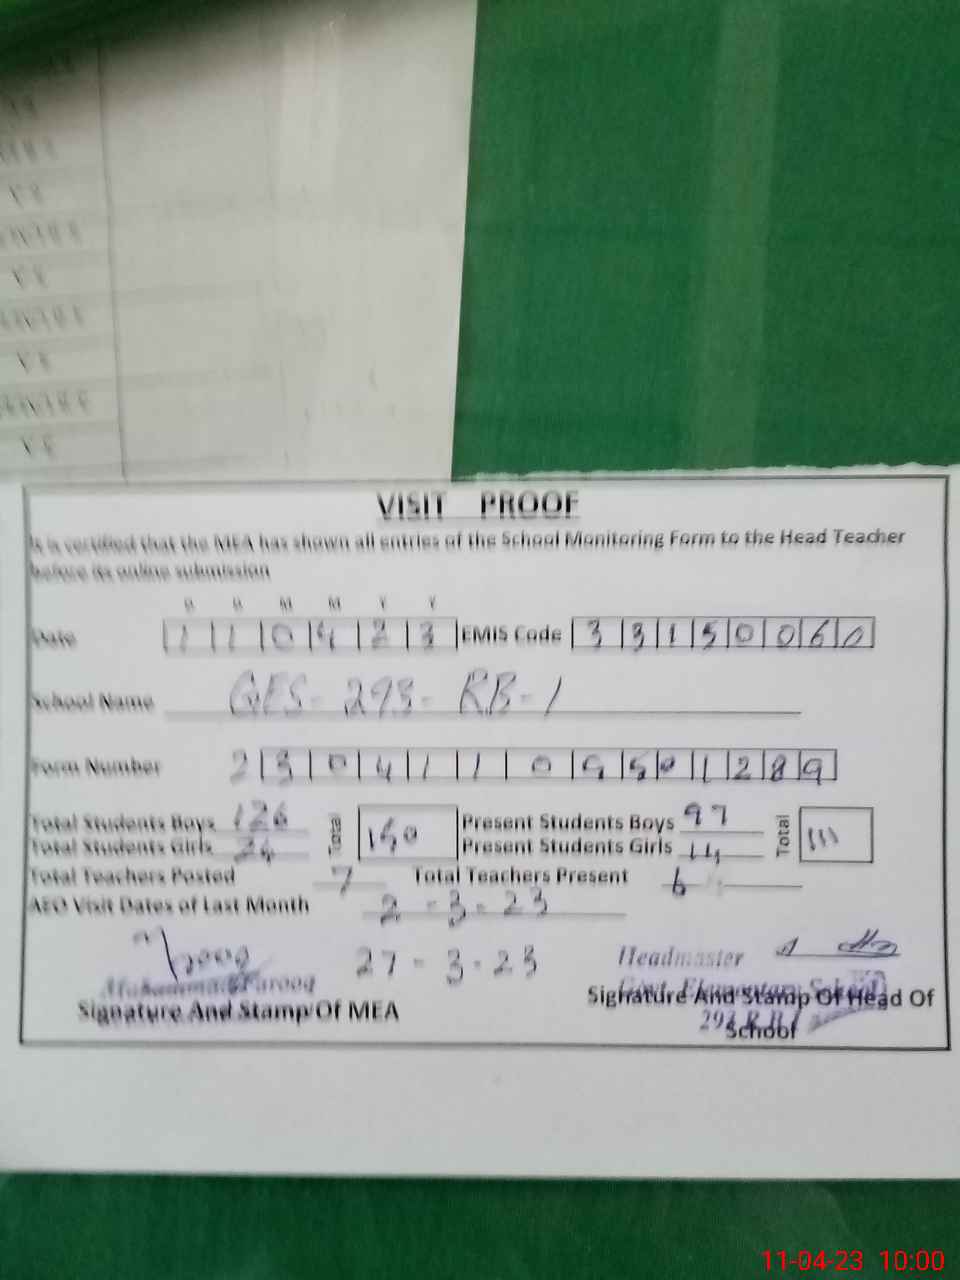 VISIT PROOF
It is certified that the MEA has shown all entries of the School Monitoring Form to the Head Teacher
before its online submission
D D M M Y Y
Date 1 1 0 4 2 3 EMIS Code 3 3 1 5 0 0 6 0
School Name GES- 293- RB-1
Form Number 2 3 0 4 1 1 0 9 5 0 1 2 8 9
Total Students Boys 126 Total 150 Present Students Boys 97 Total 111
Total Students Girls 24 Present Students Girls 14
Total Teachers Posted 7 Total Teachers Present 6
AEO Visit Dates of Last Month 2-3-23
27-3-23
Muhammad Farooq
Signature And Stamp Of MEA
Headmaster
Govt. Elementary School
Signature And Stamp Of Head Of
School
11-04-23 10:00